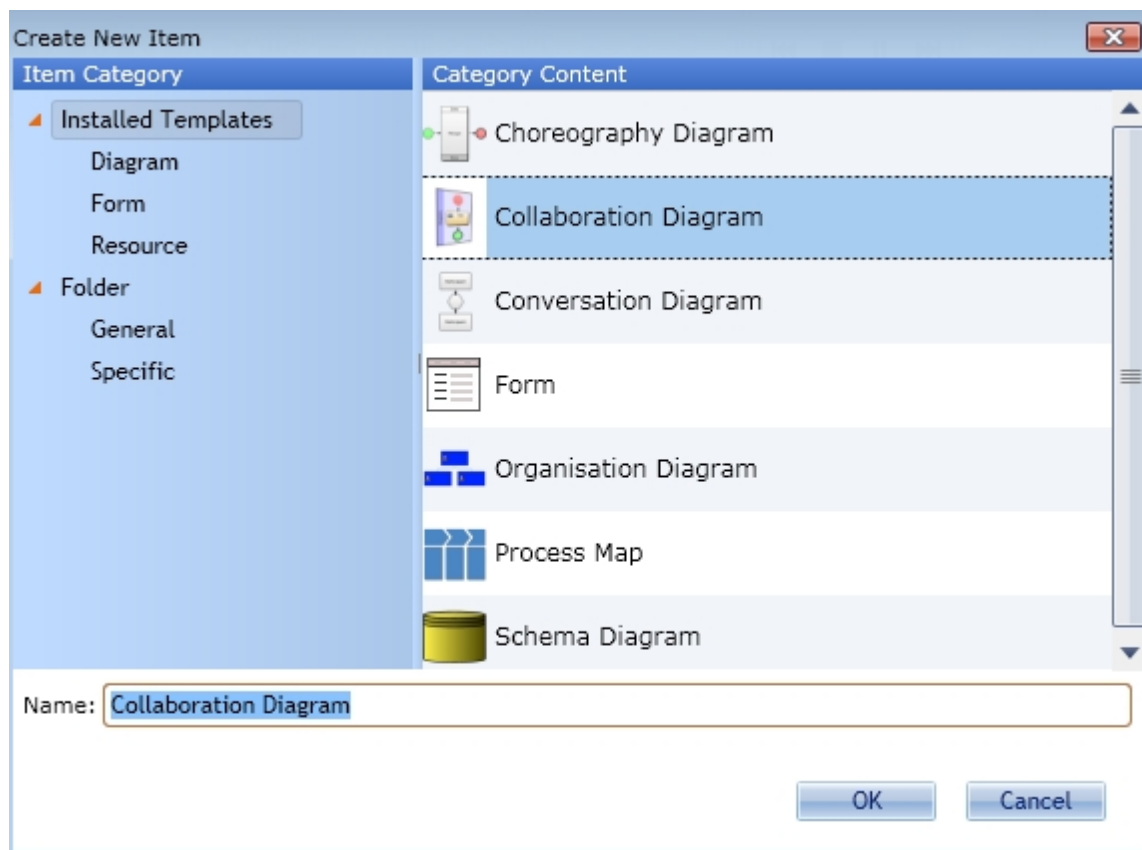 Create New Item
Item Category
Installed Templates
Diagram
Form
Resource
Folder
General
Specific
Category Content
Choreography Diagram
Collaboration Diagram
Conversation Diagram
Form
Organisation Diagram
Process Map
Schema Diagram
Name: Collaboration Diagram
OK Cancel